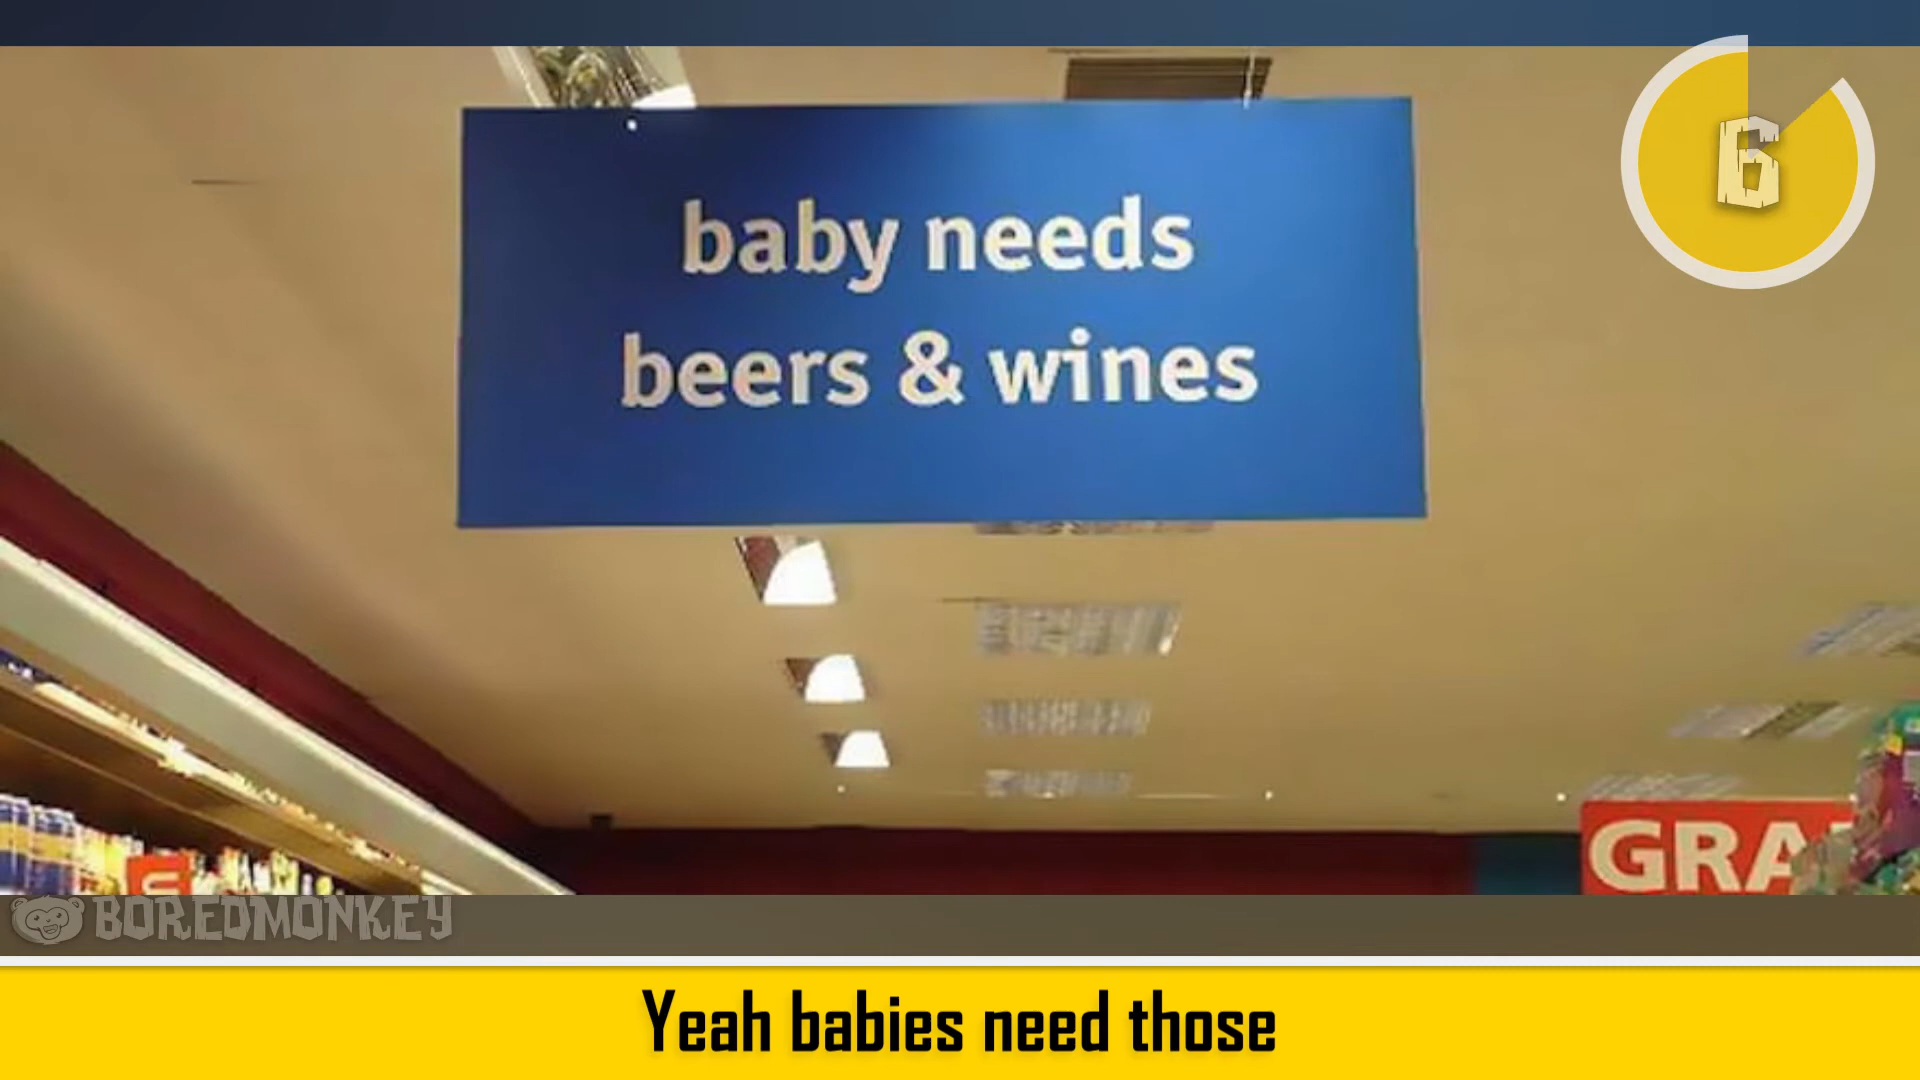 6
baby needs
beers & wines
GRA
BOREDMONKEY
Yeah babies need those